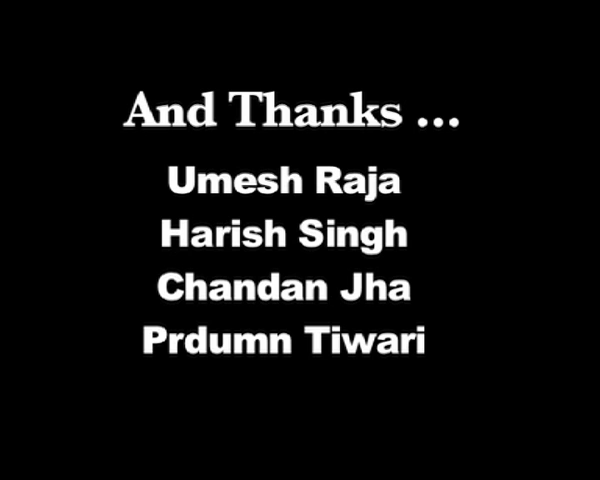 And Thanks ...
Umesh Raja
Harish Singh
Chandan Jha
Prdumn Tiwari